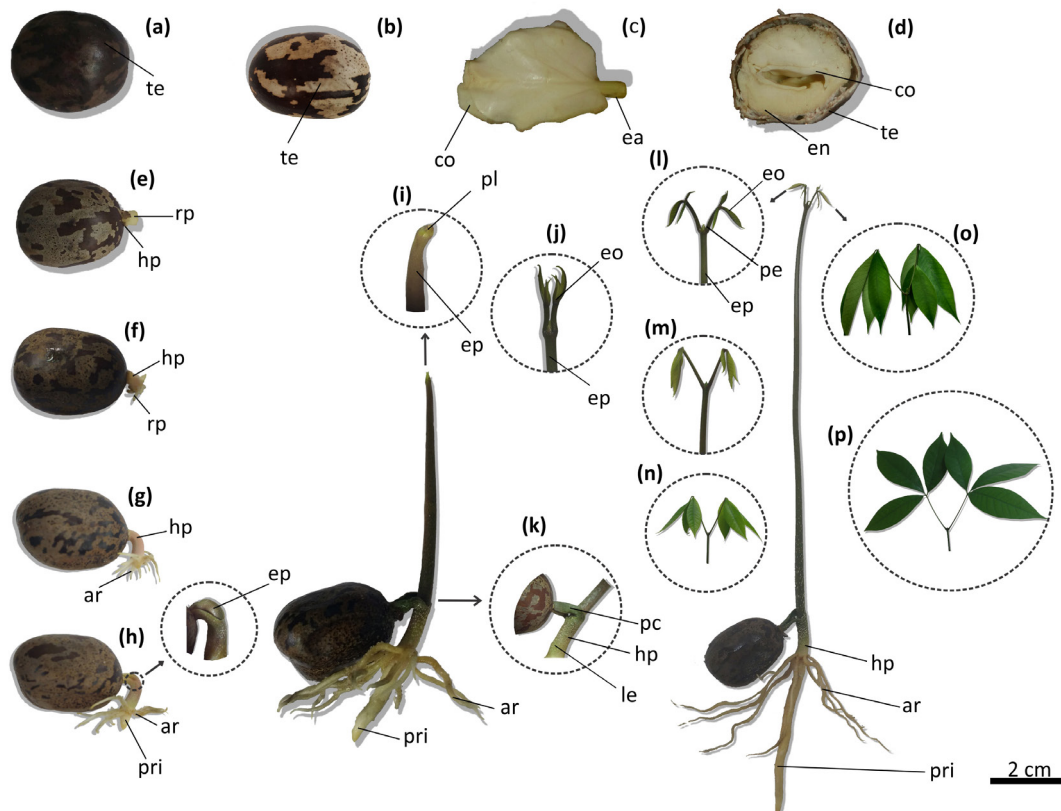 (a)
te
(b)
te
(c)
co
ea
(d)
co
te
en
(e)
rp
hp
(f)
hp
rp
(g)
hp
ar
(h)
ep
ar
pri
(i)
pl
ep
(j)
eo
ep
(k)
pc
hp
le
ar
pri
(l)
eo
pe
ep
(m)
(n)
(o)
(p)
hp
ar
pri
2 cm